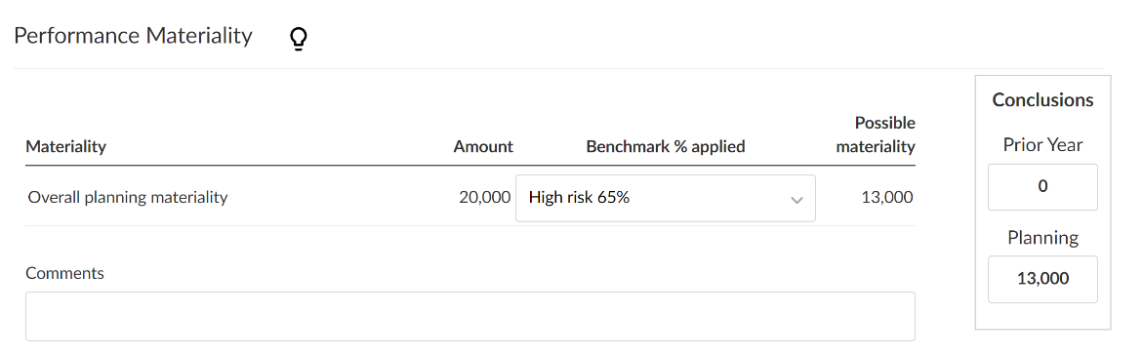 Performance Materiality
Conclusions
Possible
Materiality Amount Benchmark % applied materiality
Prior Year
0
Overall planning materiality 20,000 High risk 65% 13,000
Planning
13,000
Comments